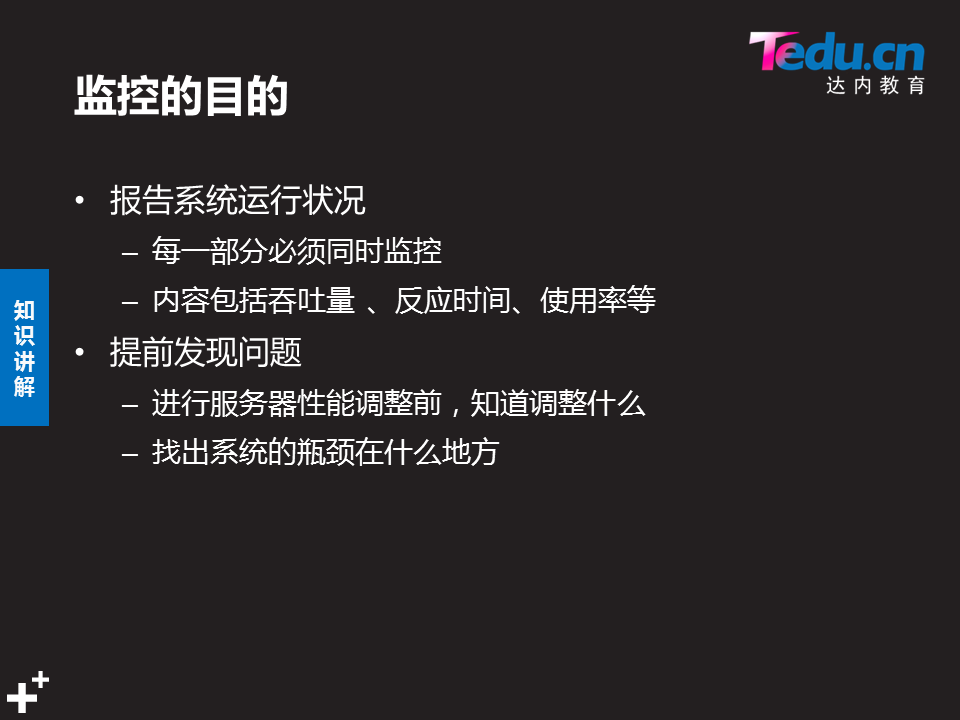 Tedu.cn
达内教育
监控的目的
• 报告系统运行状况
– 每一部分必须同时监控
– 内容包括吞吐量 、反应时间、使用率等
• 提前发现问题
– 进行服务器性能调整前，知道调整什么
– 找出系统的瓶颈在什么地方
知
识
讲
解